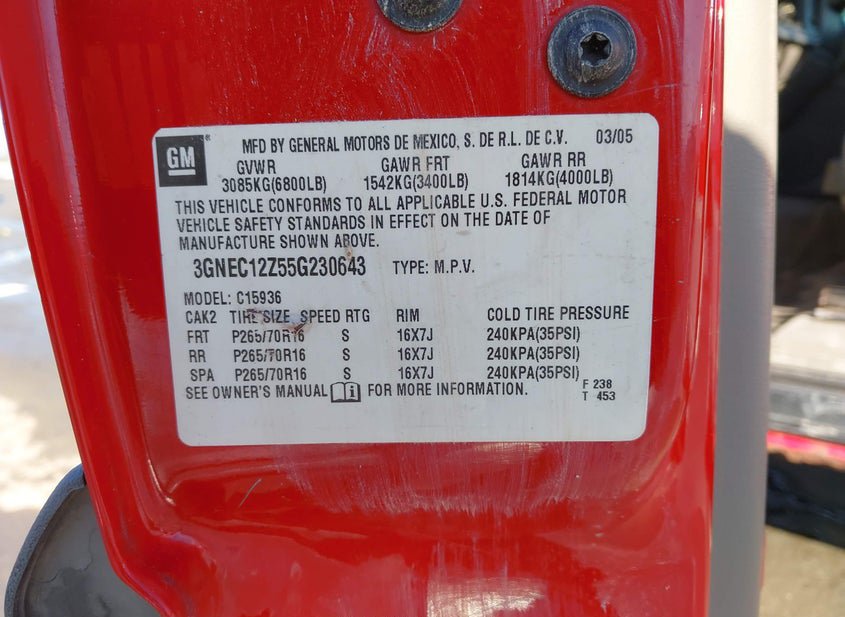 GM ® MFD BY GENERAL MOTORS DE MEXICO, S. DE R.L. DE C.V. 03/05
GVWR GAWR FRT GAWR RR
3085KG(6800LB) 1542KG(3400LB) 1814KG(4000LB)
THIS VEHICLE CONFORMS TO ALL APPLICABLE U.S. FEDERAL MOTOR
VEHICLE SAFETY STANDARDS IN EFFECT ON THE DATE OF
MANUFACTURE SHOWN ABOVE.
3GNEC12Z55G230643 TYPE: M.P.V.
MODEL: C15936
CAK2 TIRE SIZE SPEED RTG RIM COLD TIRE PRESSURE
FRT P265/70R16 S 16X7J 240KPA(35PSI)
RR P265/70R16 S 16X7J 240KPA(35PSI)
SPA P265/70R16 S 16X7J 240KPA(35PSI)
SEE OWNER'S MANUAL FOR MORE INFORMATION. F 238
T 453